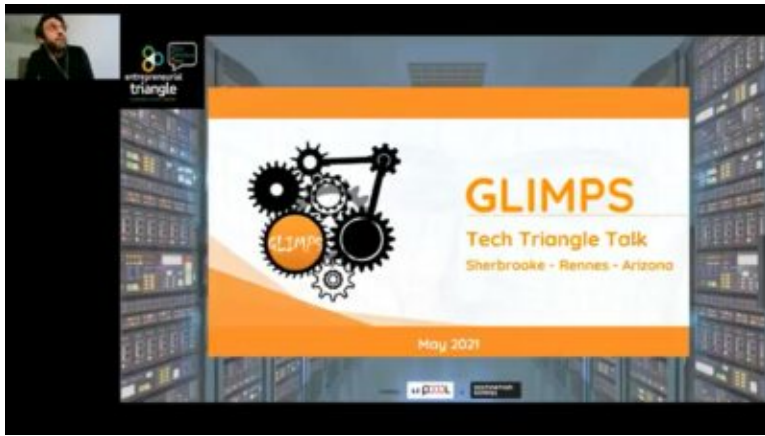 entrepreneurial
triangle
GLIMPS
GLIMPS
Tech Triangle Talk
Sherbrooke - Rennes - Arizona
May 2021